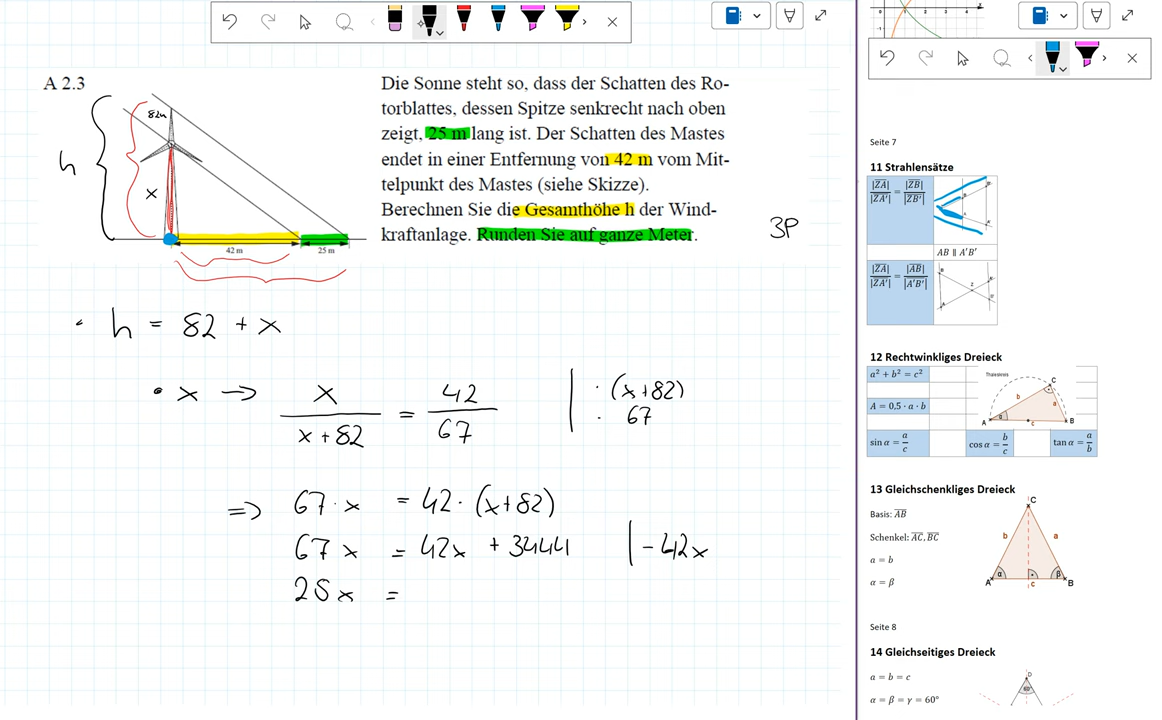 A 2.3
Die Sonne steht so, dass der Schatten des Ro-
torblattes, dessen Spitze senkrecht nach oben
zeigt, 25 m lang ist. Der Schatten des Mastes
endet in einer Entfernung von 42 m vom Mit-
telpunkt des Mastes (siehe Skizze).
Berechnen Sie die Gesamthöhe h der Wind-
kraftanlage. Runden Sie auf ganze Meter.
3P
82m
h
x
42 m
25 m
h = 82 + x
x → x/(x+82) = 42/67 | · (x+82) · 67
⇒ 67 · x = 42 · (x+82)
67 x = 42x + 3444 | - 42x
25x =
Seite 7
11 Strahlensätze
|ZA|/|ZA'| = |ZB|/|ZB'|
AB ∥ A'B'
|ZA|/|ZA'| = |AB|/|A'B'|
12 Rechtwinkliges Dreieck
a² + b² = c²
Thaleskreis
A = 0,5 · a · b
C
b
a
α
A
c
B
sin α = a/c
cos α = b/c
tan α = a/b
13 Gleichschenkliges Dreieck
Basis: AB
Schenkel: AC, BC
a = b
α = β
C
b
a
α
β
A
c
B
Seite 8
14 Gleichseitiges Dreieck
a = b = c
α = β = γ = 60°
D
60°